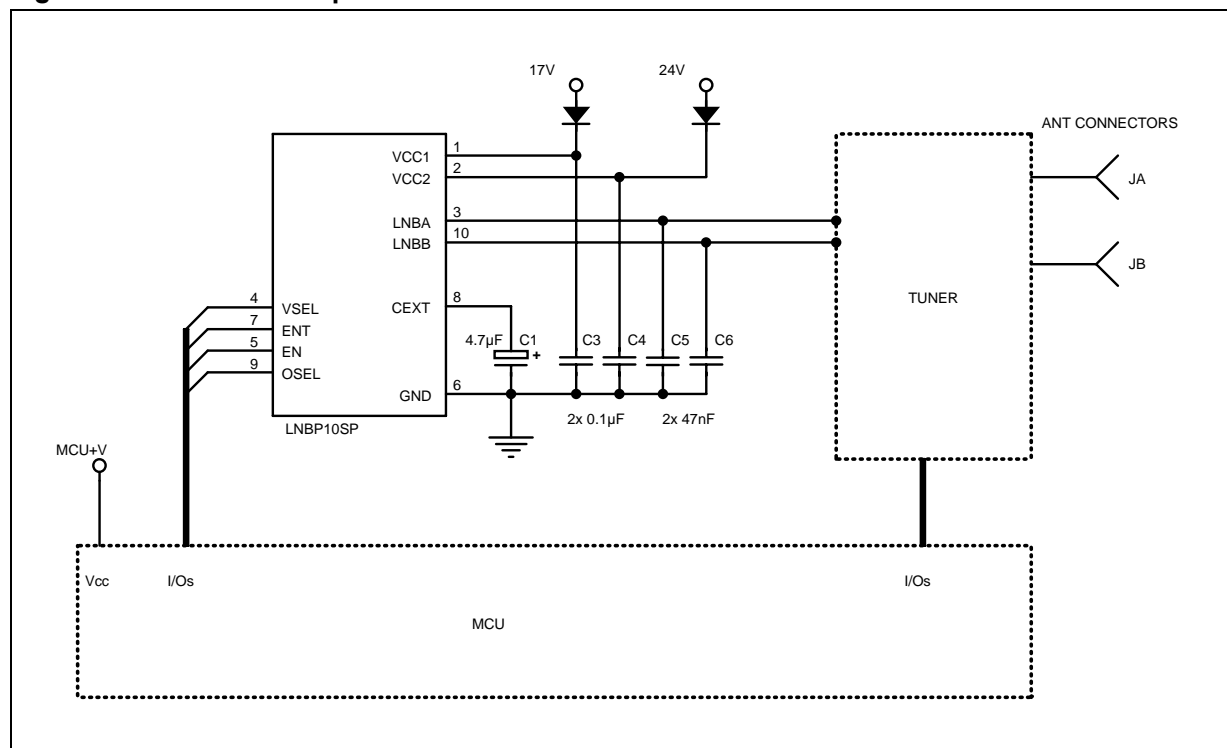 17V
24V
ANT CONNECTORS
VCC1
1
VCC2
2
JA
LNBA
3
LNBB
10
JB
TUNER
4
VSEL
CEXT
8
7
ENT
5
EN
4.7µF
C1
+
C3
C4
C5
C6
9
OSEL
GND
6
2x 0.1µF
2x 47nF
LNBP10SP
MCU+V
Vcc
I/Os
I/Os
MCU